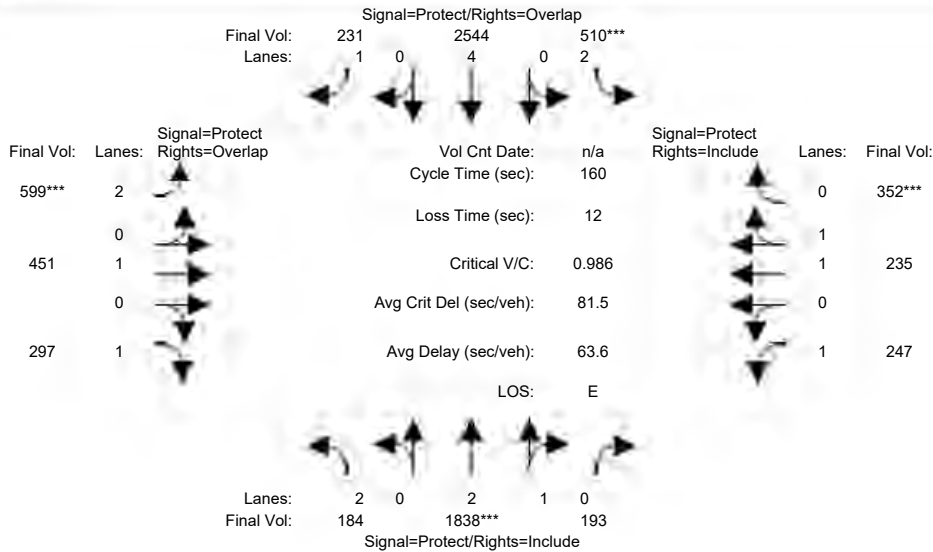 Signal=Protect/Rights=Overlap
Final Vol: 231 2544 510***
Lanes: 1 0 4 0 2
Signal=Protect Signal=Protect
Final Vol: Lanes: Rights=Overlap Vol Cnt Date: n/a Rights=Include Lanes: Final Vol:
Cycle Time (sec): 160
599*** 2 0 352***
Loss Time (sec): 12
0 1
451 1 Critical V/C: 0.986 1 235
0 Avg Crit Del (sec/veh): 81.5 0
297 1 Avg Delay (sec/veh): 63.6 1 247
LOS: E
Lanes: 2 0 2 1 0
Final Vol: 184 1838*** 193
Signal=Protect/Rights=Include